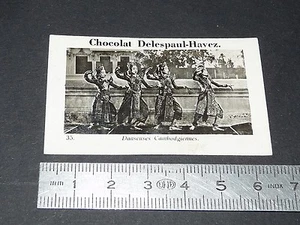 Chocolat Delespaul-Havez.
35
Danseuses Cambodgiennes.
mm 1 2 3 4 5 6 7